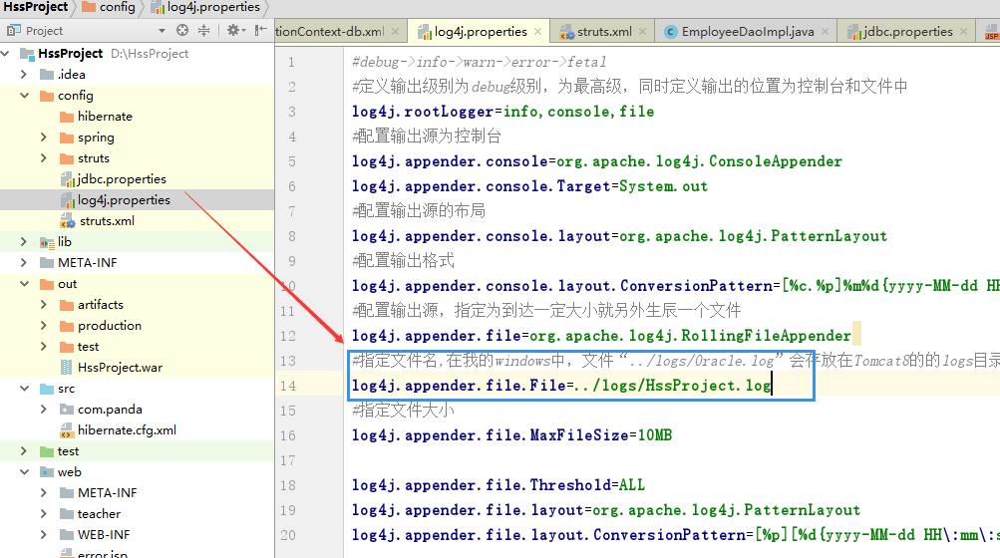 HssProject
config
log4j.properties
Project
tionContext-db.xml
log4j.properties
struts.xml
EmployeeDaoImpl.java
jdbc.properties
JSP
HssProject D:\HssProject
.idea
config
hibernate
spring
struts
jdbc.properties
log4j.properties
struts.xml
lib
META-INF
out
artifacts
production
test
HssProject.war
src
com.panda
hibernate.cfg.xml
test
web
META-INF
teacher
WEB-INF
error.jsp
1 #debug->info->warn->error->fetal
2 #定义输出级别为debug级别，为最高级，同时定义输出的位置为控制台和文件中
3 log4j.rootLogger=info,console,file
4 #配置输出源为控制台
5 log4j.appender.console=org.apache.log4j.ConsoleAppender
6 log4j.appender.console.Target=System.out
7 #配置输出源的布局
8 log4j.appender.console.layout=org.apache.log4j.PatternLayout
9 #配置输出格式
10 log4j.appender.console.layout.ConversionPattern=[%c.%p]%m%d{yyyy-MM-dd HH
11 #配置输出源，指定为到达一定大小就另外生辰一个文件
12 log4j.appender.file=org.apache.log4j.RollingFileAppender
13 #指定文件名,在我的windows中，文件“../logs/Oracle.log”会存放在Tomcat8的的logs目录
14 log4j.appender.file.File=../logs/HssProject.log
15 #指定文件大小
16 log4j.appender.file.MaxFileSize=10MB
17
18 log4j.appender.file.Threshold=ALL
19 log4j.appender.file.layout=org.apache.log4j.PatternLayout
20 log4j.appender.file.layout.ConversionPattern=[%p][%d{yyyy-MM-dd HH\:mm\:s